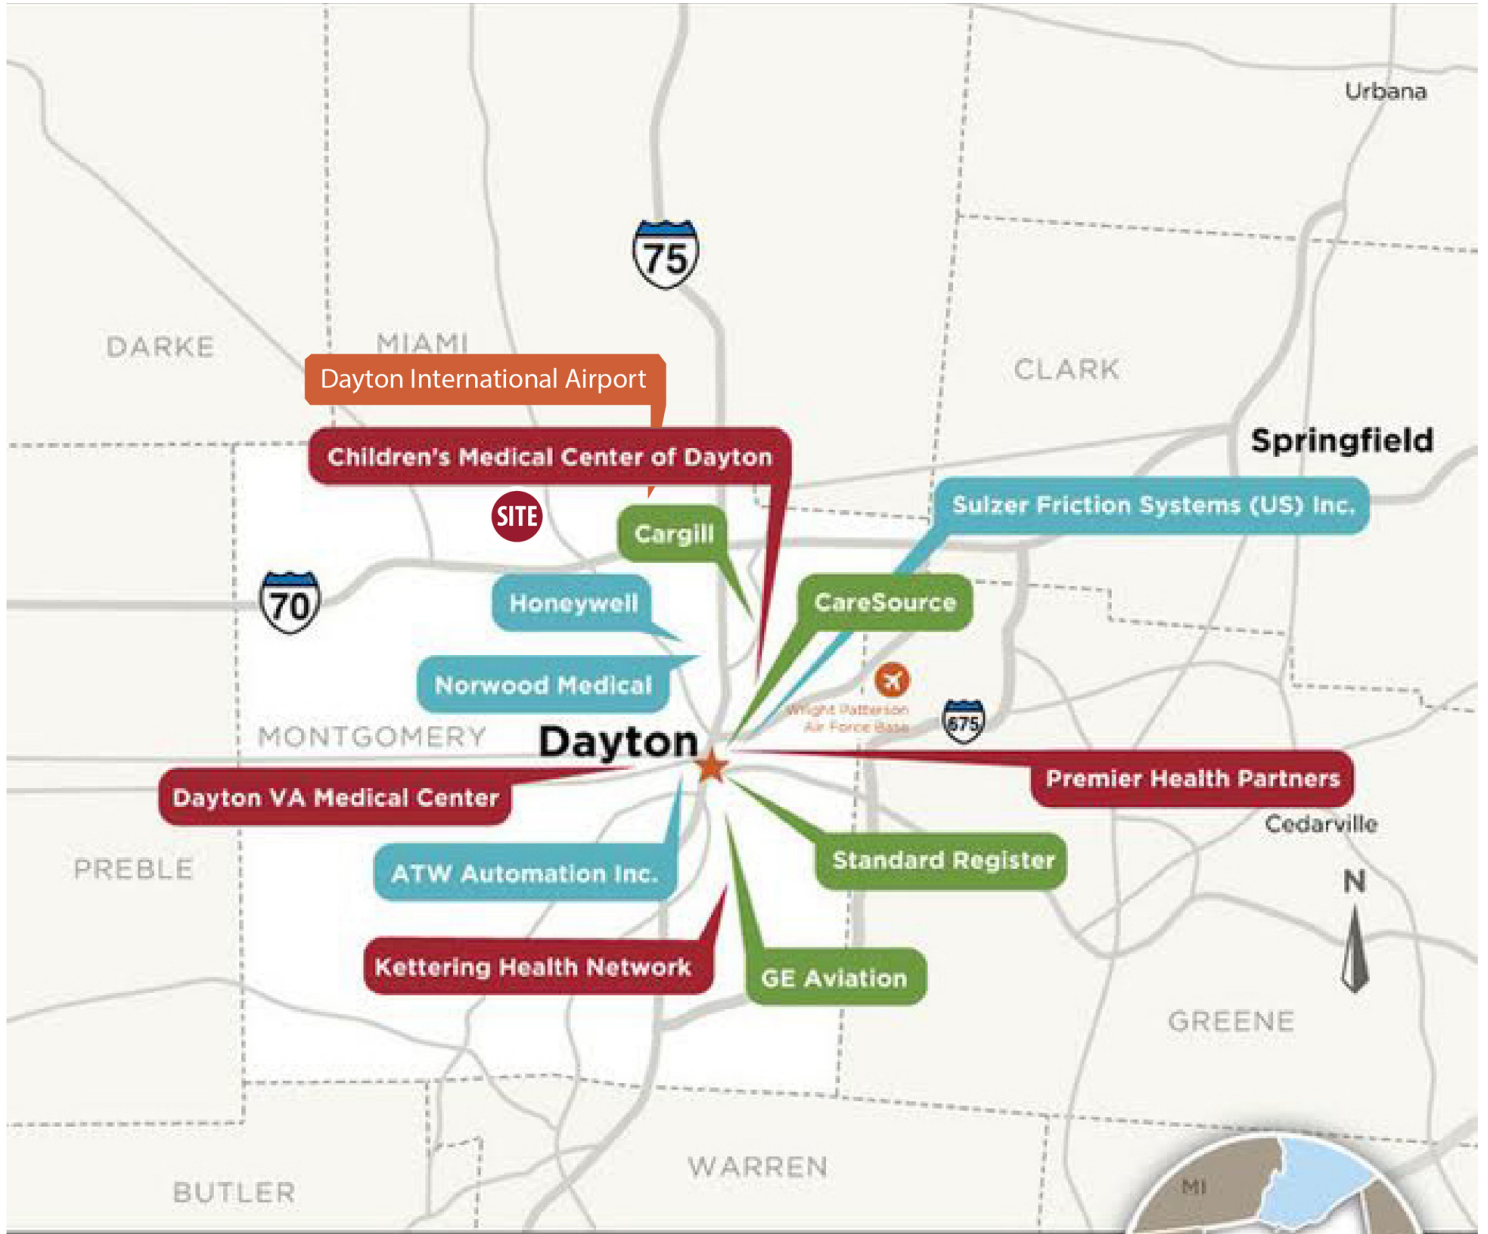 Urbana
75
DARKE
MIAMI
CLARK
Dayton International Airport
Springfield
Children's Medical Center of Dayton
Sulzer Friction Systems (US) Inc.
SITE
Cargill
70
Honeywell
CareSource
Norwood Medical
Wright Patterson
Air Force Base
675
MONTGOMERY
Dayton
Premier Health Partners
Dayton VA Medical Center
Cedarville
PREBLE
ATW Automation Inc.
Standard Register
N
Kettering Health Network
GE Aviation
GREENE
WARREN
BUTLER
MI